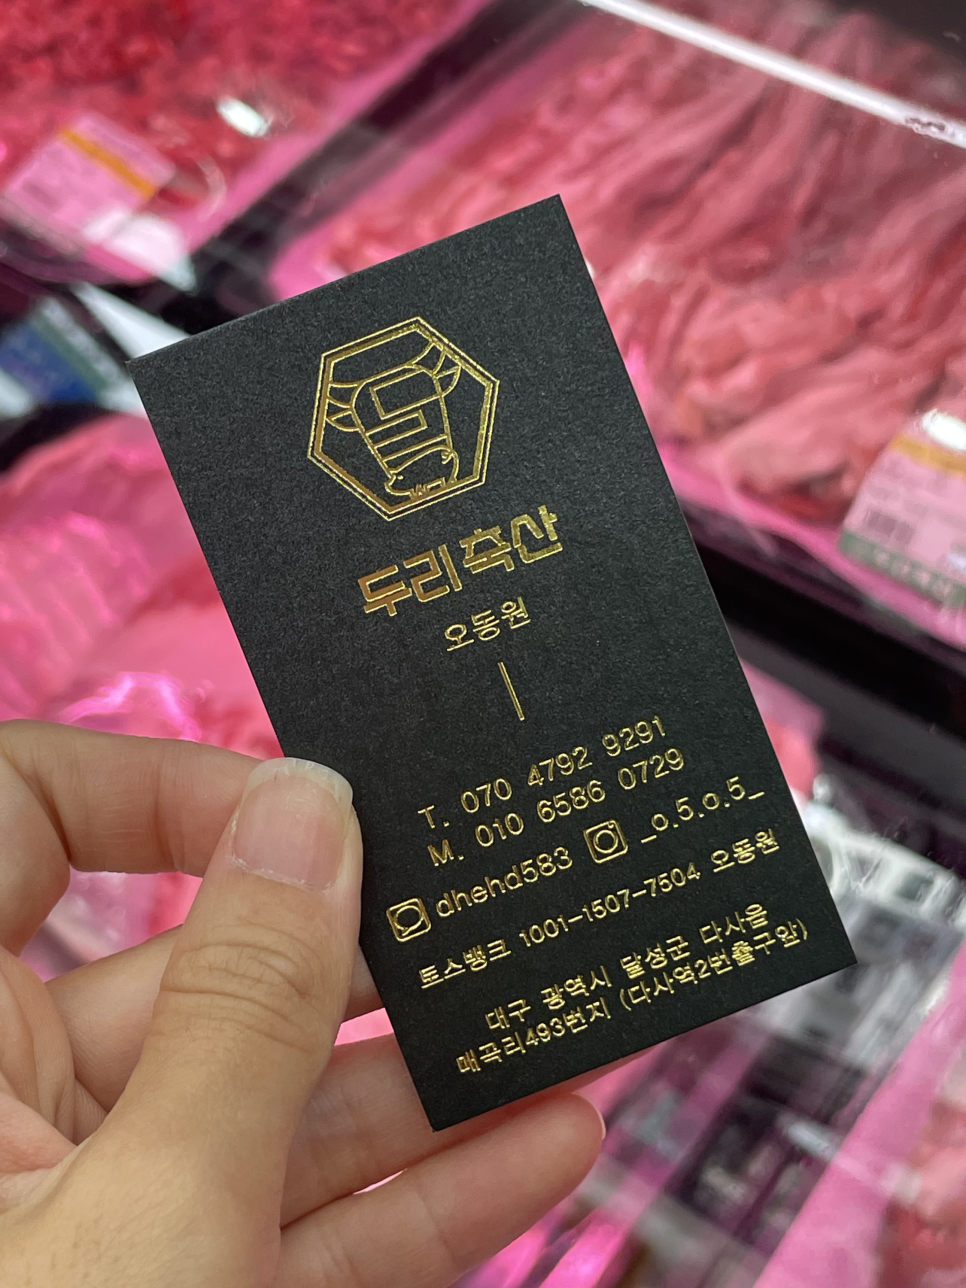 두리축산
오동원
T. 070 4792 9291
M. 010 6586 0729
dhehd583 _o.5.o.5_
토스뱅크 1001-1507-7504 오동원
대구 광역시 달성군 다사읍
매곡리493번지 (다사역2번출구앞)